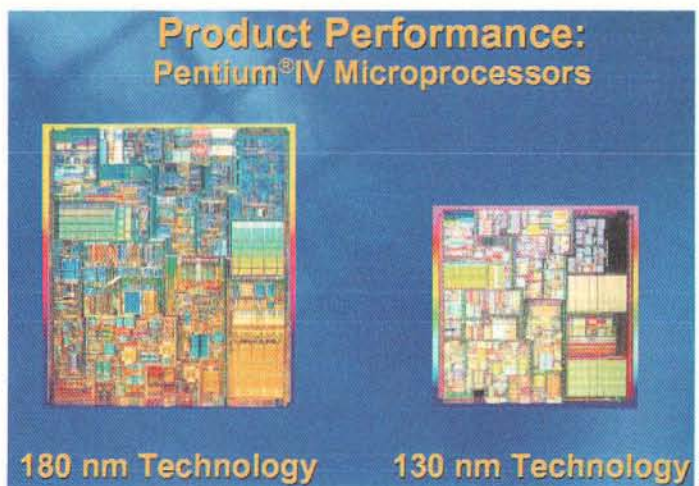 Product Performance:
Pentium®IV Microprocessors
180 nm Technology
130 nm Technology